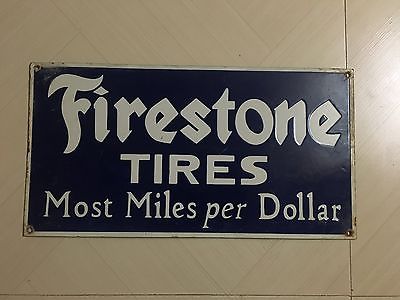 Firestone
TIRES
Most Miles per Dollar